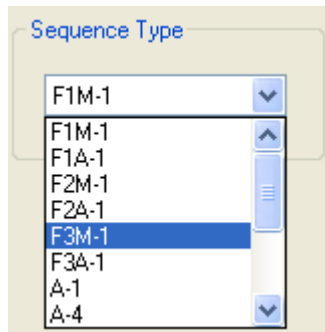 Sequence Type
F1M-1
F1M-1
F1A-1
F2M-1
F2A-1
F3M-1
F3A-1
A-1
A-4